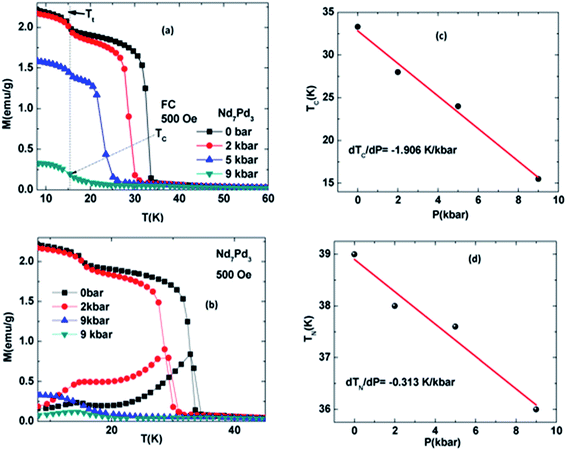 (a)
T_t
FC
500 Oe
T_C
Nd7Pd3
0 bar
2 kbar
5 kbar
9 kbar
M(emu/g)
2.0
1.5
1.0
0.5
0.0
10 20 30 40 50 60
T(K)
(b)
Nd7Pd3
500 Oe
0bar
2kbar
9kbar
9 kbar
M(emu/g)
2.0
1.5
1.0
0.5
0.0
20 40
T(K)
(c)
T_C(K)
35
30
25
20
15
dT_C/dP= -1.906 K/kbar
0 2 4 6 8 10
P(kbar)
(d)
T_N(K)
39
38
37
36
dT_N/dP= -0.313 K/kbar
0 2 4 6 8 10
P(kbar)